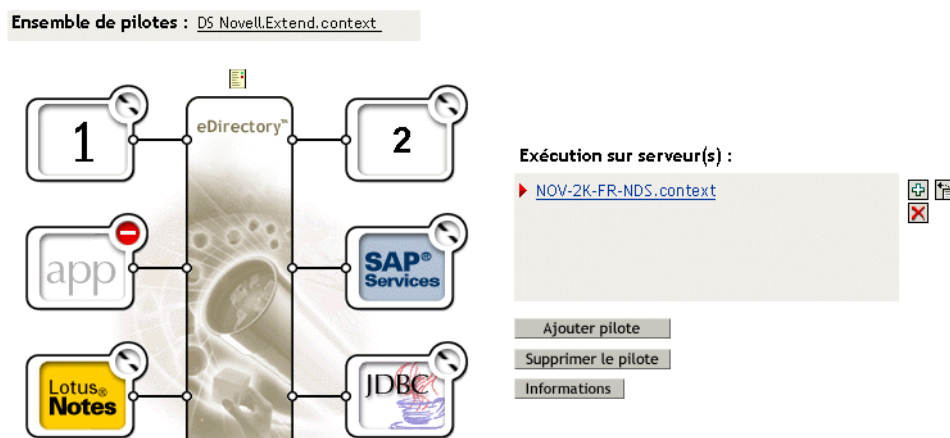 Ensemble de pilotes : DS Novell.Extend.context
eDirectory™
1
2
app
SAP®
Services
Lotus®
Notes
JDBC
Exécution sur serveur(s) :
NOV-2K-FR-NDS.context
Ajouter pilote
Supprimer le pilote
Informations